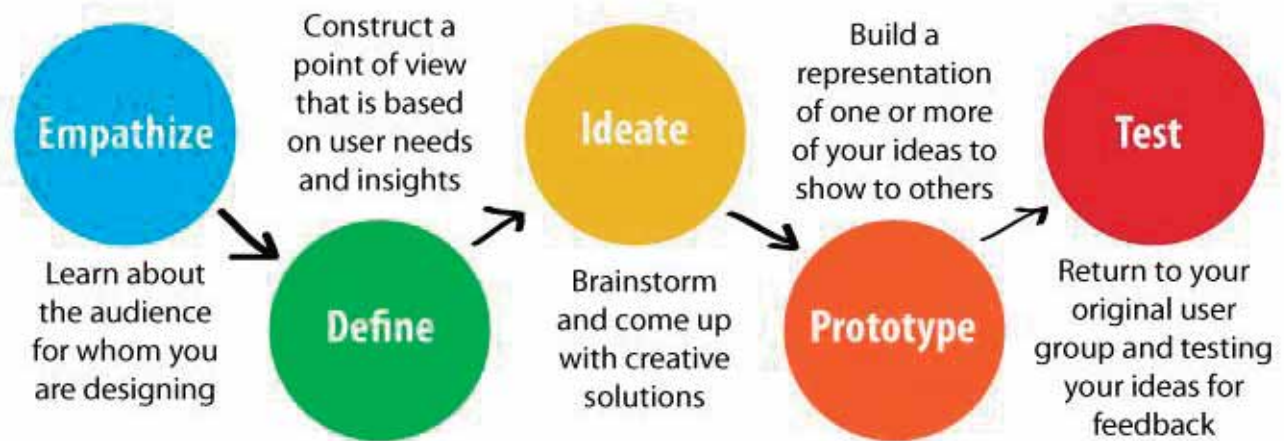 Empathize
Learn about
the audience
for whom you
are designing
Construct a
point of view
that is based
on user needs
and insights
Define
Ideate
Brainstorm
and come up
with creative
solutions
Build a
representation
of one or more
of your ideas to
show to others
Prototype
Test
Return to your
original user
group and testing
your ideas for
feedback